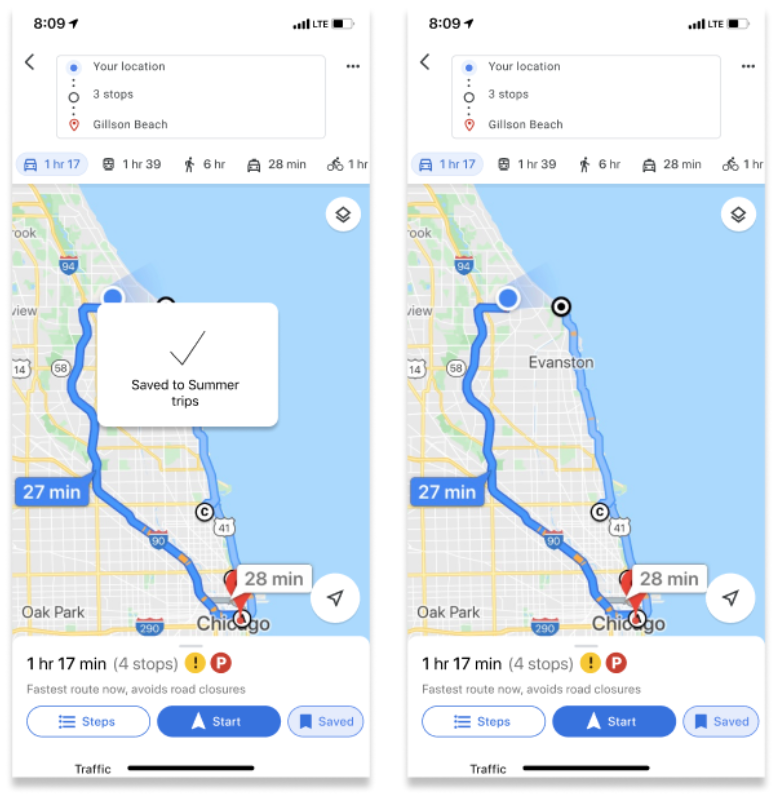 8:09
LTE
Your location
3 stops
Gillson Beach
1 hr 17
1 hr 39
6 hr
28 min
1 hr
ook
94
view
14
58
Saved to Summer
trips
27 min
C
41
90
28 min
Oak Park
290
Chicago
1 hr 17 min (4 stops) ! P
Fastest route now, avoids road closures
Steps
Start
Saved
Traffic
8:09
LTE
Your location
3 stops
Gillson Beach
1 hr 17
1 hr 39
6 hr
28 min
1 hr
ook
94
view
Evanston
14
58
27 min
C
41
90
28 min
Oak Park
290
Chicago
1 hr 17 min (4 stops) ! P
Fastest route now, avoids road closures
Steps
Start
Saved
Traffic